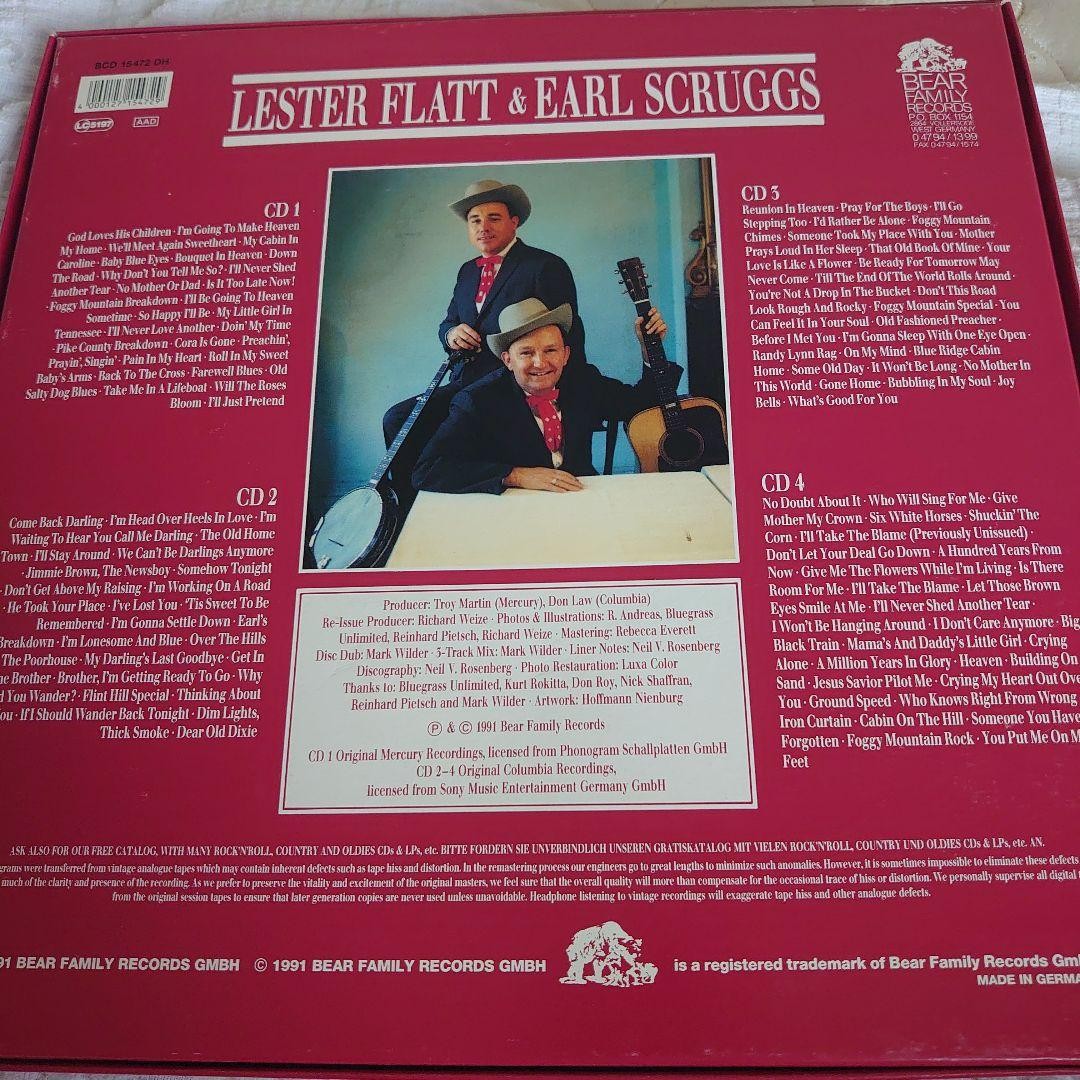 BCD 15472 DH
4 000127 154729
LC 5197 AAD
LESTER FLATT & EARL SCRUGGS
BEAR
FAMILY
RECORDS
P.O. BOX 1154
2864 VOLLERSODE
WEST GERMANY
0 47 94 / 13 99
FAX 0 47 94 / 15 74
CD 1
God Loves His Children · I'm Going To Make Heaven
My Home · We'll Meet Again Sweetheart · My Cabin In
Caroline · Baby Blue Eyes · Bouquet In Heaven · Down
The Road · Why Don't You Tell Me So? · I'll Never Shed
Another Tear · No Mother Or Dad · Is It Too Late Now!
· Foggy Mountain Breakdown · I'll Be Going To Heaven
Sometime · So Happy I'll Be · My Little Girl In
Tennessee · I'll Never Love Another · Doin' My Time
· Pike County Breakdown · Cora Is Gone · Preachin',
Prayin', Singin' · Pain In My Heart · Roll In My Sweet
Baby's Arms · Back To The Cross · Farewell Blues · Old
Salty Dog Blues · Take Me In A Lifeboat · Will The Roses
Bloom · I'll Just Pretend
CD 2
Come Back Darling · I'm Head Over Heels In Love · I'm
Waiting To Hear You Call Me Darling · The Old Home
Town · I'll Stay Around · We Can't Be Darlings Anymore
· Jimmie Brown, The Newsboy · Somehow Tonight
· Don't Get Above My Raising · I'm Working On A Road
· He Took Your Place · I've Lost You · 'Tis Sweet To Be
Remembered · I'm Gonna Settle Down · Earl's
Breakdown · I'm Lonesome And Blue · Over The Hills
The Poorhouse · My Darling's Last Goodbye · Get In
Brother · Brother, I'm Getting Ready To Go · Why
You Wander? · Flint Hill Special · Thinking About
· If I Should Wander Back Tonight · Dim Lights,
Thick Smoke · Dear Old Dixie
CD 3
Reunion In Heaven · Pray For The Boys · I'll Go
Stepping Too · I'd Rather Be Alone · Foggy Mountain
Chimes · Someone Took My Place With You · Mother
Prays Loud In Her Sleep · That Old Book Of Mine · Your
Love Is Like A Flower · Be Ready For Tomorrow May
Never Come · Till The End Of The World Rolls Around ·
You're Not A Drop In The Bucket · Don't This Road
Look Rough And Rocky · Foggy Mountain Special · You
Can Feel It In Your Soul · Old Fashioned Preacher ·
Before I Met You · I'm Gonna Sleep With One Eye Open ·
Randy Lynn Rag · On My Mind · Blue Ridge Cabin
Home · Some Old Day · It Won't Be Long · No Mother In
This World · Gone Home · Bubbling In My Soul · Joy
Bells · What's Good For You
CD 4
No Doubt About It · Who Will Sing For Me · Give
Mother My Crown · Six White Horses · Shuckin' The
Corn · I'll Take The Blame (Previously Unissued) ·
Don't Let Your Deal Go Down · A Hundred Years From
Now · Give Me The Flowers While I'm Living · Is There
Room For Me · I'll Take The Blame · Let Those Brown
Eyes Smile At Me · I'll Never Shed Another Tear ·
I Won't Be Hanging Around · I Don't Care Anymore · Big
Black Train · Mama's And Daddy's Little Girl · Crying
Alone · A Million Years In Glory · Heaven · Building On
Sand · Jesus Savior Pilot Me · Crying My Heart Out Ove
You · Ground Speed · Who Knows Right From Wrong
Iron Curtain · Cabin On The Hill · Someone You Have
Forgotten · Foggy Mountain Rock · You Put Me On M
Feet
Producer: Troy Martin (Mercury), Don Law (Columbia)
Re-Issue Producer: Richard Weize · Photos & Illustrations: R. Andreas, Bluegrass
Unlimited, Reinhard Pietsch, Richard Weize · Mastering: Rebecca Everett
Disc Dub: Mark Wilder · 5-Track Mix: Mark Wilder · Liner Notes: Neil V. Rosenberg
Discography: Neil V. Rosenberg · Photo Restauration: Luxa Color
Thanks to: Bluegrass Unlimited, Kurt Rokitta, Don Roy, Nick Shaffran,
Reinhard Pietsch and Mark Wilder · Artwork: Hoffmann Nienburg
Ⓟ & © 1991 Bear Family Records
CD 1 Original Mercury Recordings, licensed from Phonogram Schallplatten GmbH
CD 2–4 Original Columbia Recordings,
licensed from Sony Music Entertainment Germany GmbH
ASK ALSO FOR OUR FREE CATALOG, WITH MANY ROCK'N'ROLL, COUNTRY AND OLDIES CDs & LPs, etc. BITTE FORDERN SIE UNVERBINDLICH UNSEREN GRATISKATALOG MIT VIELEN ROCK'N'ROLL, COUNTRY UND OLDIES CDs & LPs, etc. AN.
grams were transferred from vintage analogue tapes which may contain inherent defects such as tape hiss and distortion. In the remastering process our engineers go to great lengths to minimize such anomalies. However, it is sometimes impossible to eliminate these defects
much of the clarity and presence of the recording. As we prefer to preserve the vitality and excitement of the original masters, we feel sure that the overall quality will more than compensate for the occasional trace of hiss or distortion. We personally supervise all digital
from the original session tapes to ensure that later generation copies are never used unless unavoidable. Headphone listening to vintage recordings will exaggerate tape hiss and other analogue defects.
91 BEAR FAMILY RECORDS GMBH © 1991 BEAR FAMILY RECORDS GMBH is a registered trademark of Bear Family Records Gm
MADE IN GERMA